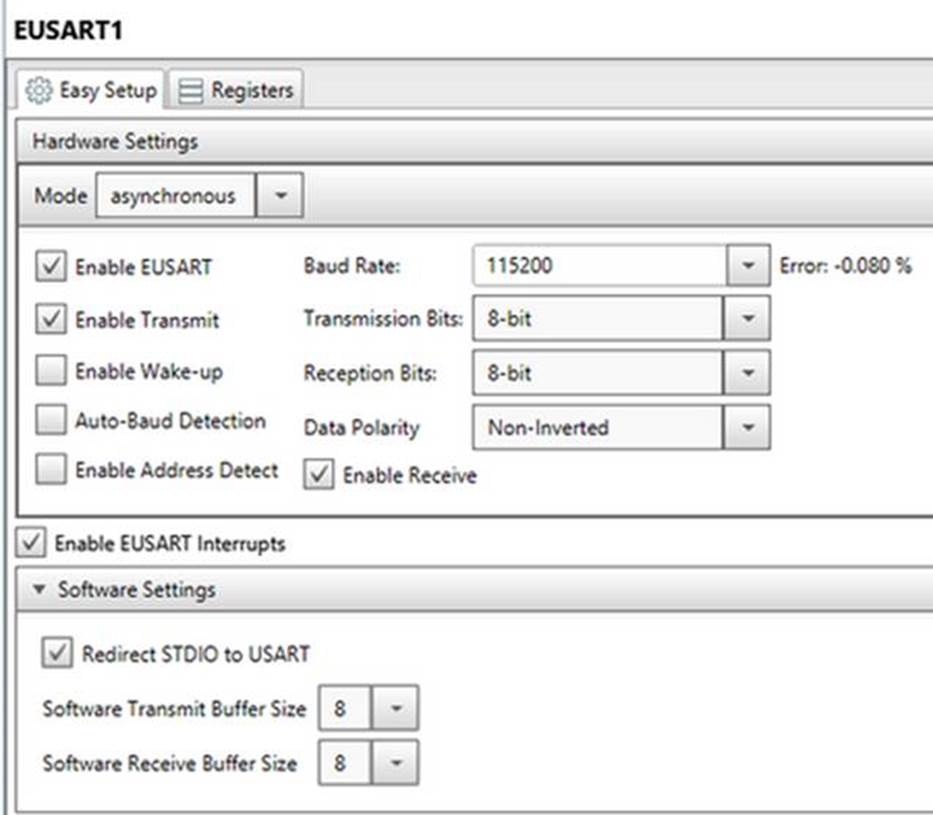 EUSART1
Easy Setup Registers
Hardware Settings
Mode asynchronous
Enable EUSART Baud Rate: 115200 Error: -0.080 %
Enable Transmit Transmission Bits: 8-bit
Enable Wake-up Reception Bits: 8-bit
Auto-Baud Detection Data Polarity Non-Inverted
Enable Address Detect Enable Receive
Enable EUSART Interrupts
Software Settings
Redirect STDIO to USART
Software Transmit Buffer Size 8
Software Receive Buffer Size 8